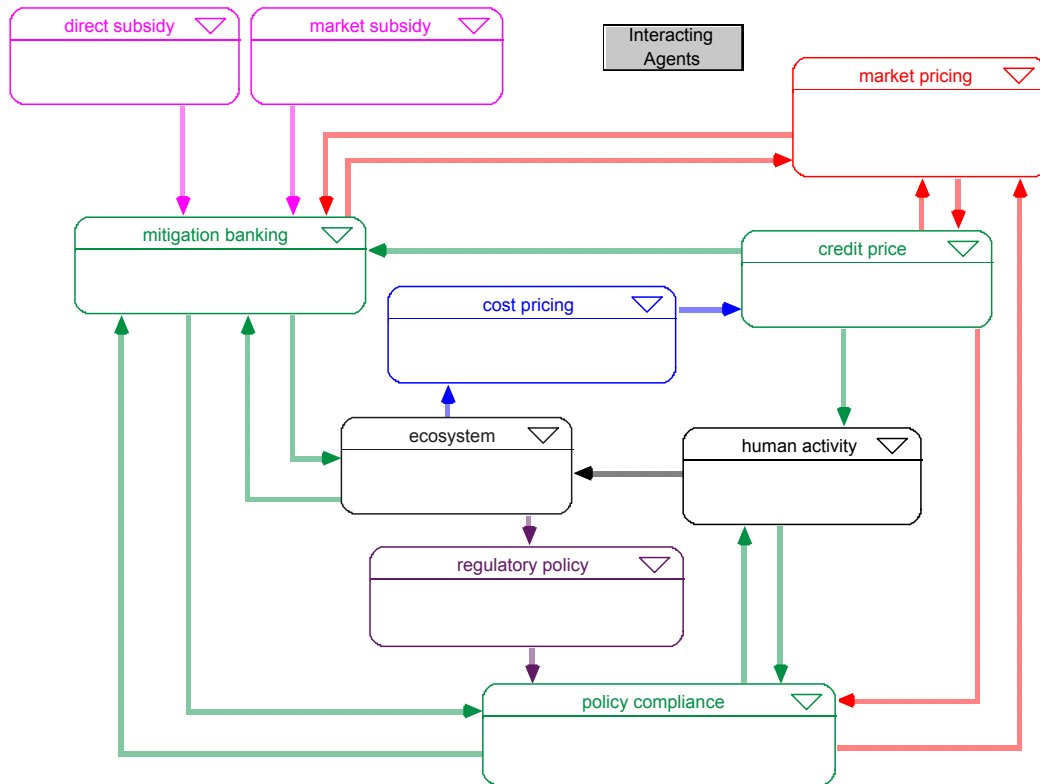 direct subsidy
market subsidy
Interacting
Agents
market pricing
mitigation banking
credit price
cost pricing
ecosystem
human activity
regulatory policy
policy compliance